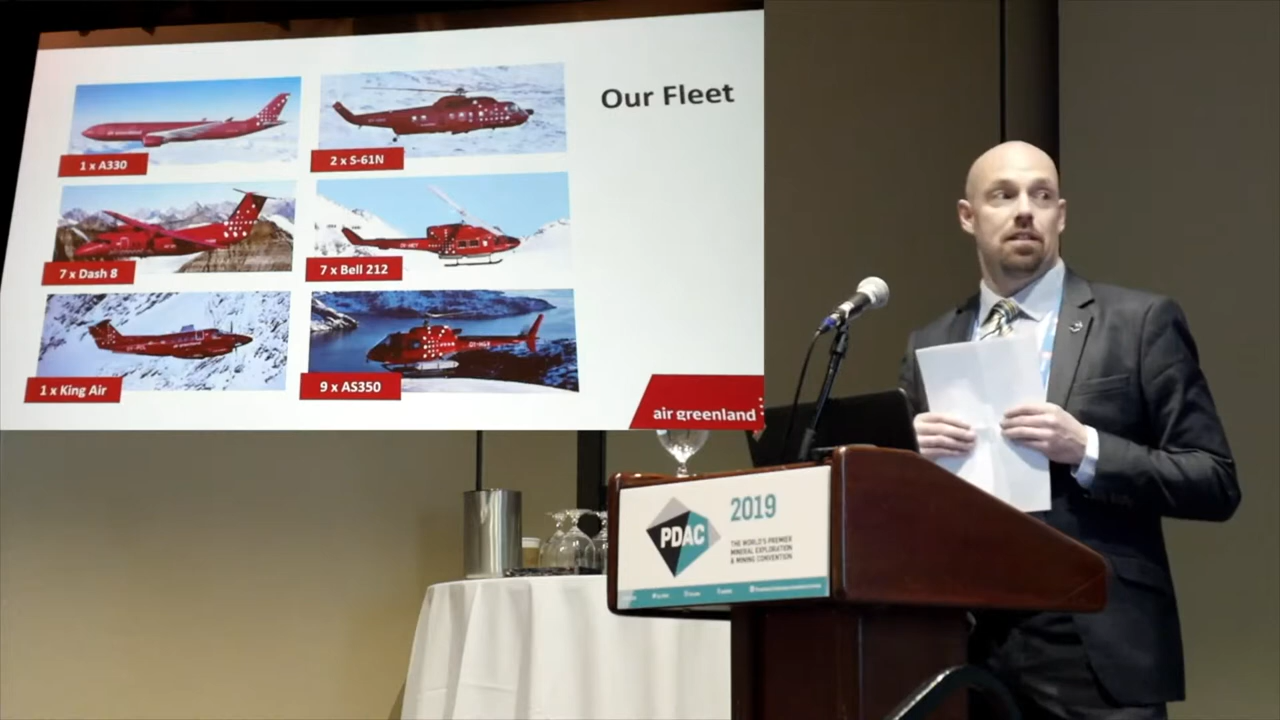 Our Fleet
1 x A330
2 x S-61N
7 x Dash 8
7 x Bell 212
1 x King Air
9 x AS350
air greenland
PDAC
2019
THE WORLD'S PREMIER
MINERAL EXPLORATION
& MINING CONVENTION